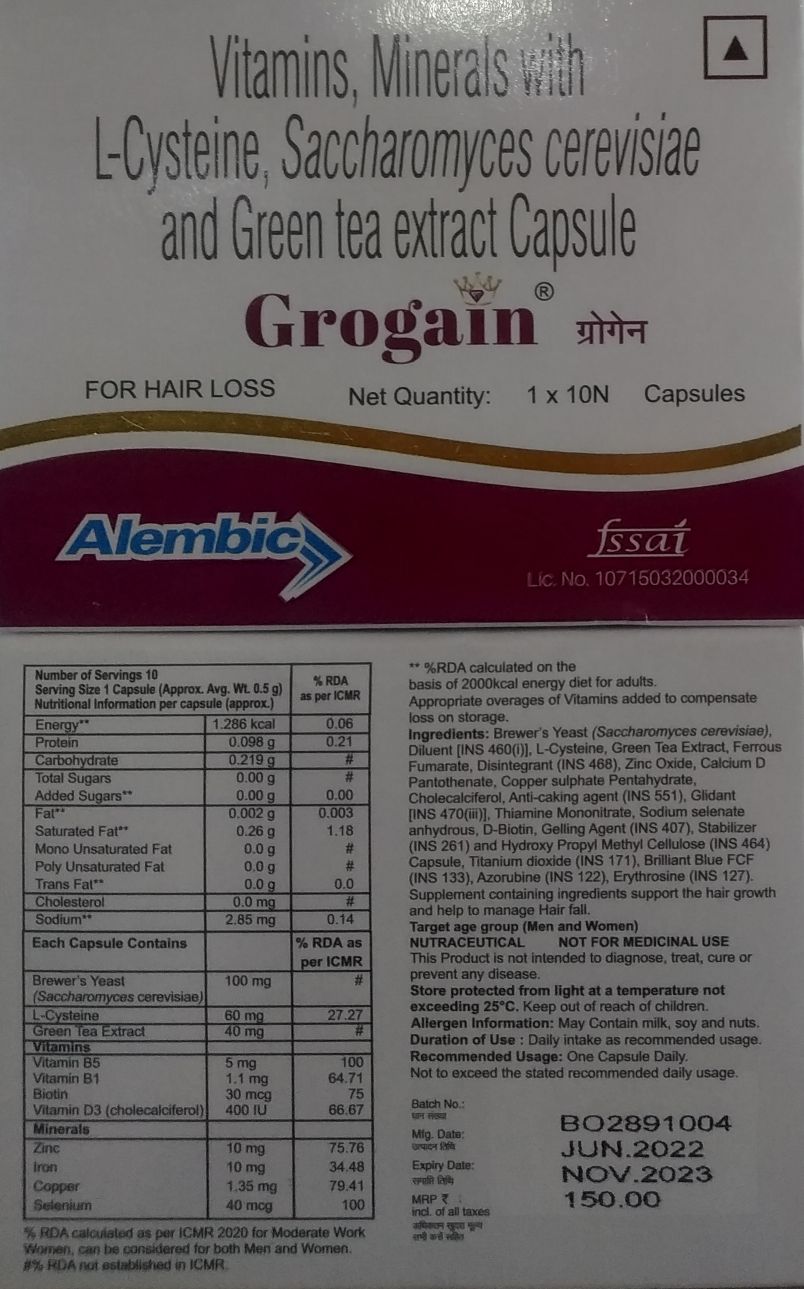 Vitamins, Minerals with
L-Cysteine, Saccharomyces cerevisiae
and Green tea extract Capsule
Grogain® ग्रोगेन
FOR HAIR LOSS Net Quantity: 1 x 10N Capsules
Alembic
fssai
Lic. No. 10715032000034
Number of Servings 10
Serving Size 1 Capsule (Approx. Avg. Wt. 0.5 g)
Nutritional Information per capsule (approx.)
% RDA
as per ICMR
Energy** 1.286 kcal 0.06
Protein 0.098 g 0.21
Carbohydrate 0.219 g #
Total Sugars 0.00 g #
Added Sugars** 0.00 g 0.00
Fat** 0.002 g 0.003
Saturated Fat** 0.26 g 1.18
Mono Unsaturated Fat 0.0 g #
Poly Unsaturated Fat 0.0 g #
Trans Fat** 0.0 g 0.0
Cholesterol 0.0 mg #
Sodium** 2.85 mg 0.14
Each Capsule Contains % RDA as
per ICMR
Brewer's Yeast 100 mg #
(Saccharomyces cerevisiae)
L-Cysteine 60 mg 27.27
Green Tea Extract 40 mg #
Vitamins
Vitamin B5 5 mg 100
Vitamin B1 1.1 mg 64.71
Biotin 30 mcg 75
Vitamin D3 (cholecalciferol) 400 IU 66.67
Minerals
Zinc 10 mg 75.76
Iron 10 mg 34.48
Copper 1.35 mg 79.41
Selenium 40 mcg 100
% RDA calculated as per ICMR 2020 for Moderate Work
Women, can be considered for both Men and Women.
#% RDA not established in ICMR.
** %RDA calculated on the
basis of 2000kcal energy diet for adults.
Appropriate overages of Vitamins added to compensate
loss on storage.
Ingredients: Brewer's Yeast (Saccharomyces cerevisiae),
Diluent [INS 460(i)], L-Cysteine, Green Tea Extract, Ferrous
Fumarate, Disintegrant (INS 468), Zinc Oxide, Calcium D
Pantothenate, Copper sulphate Pentahydrate,
Cholecalciferol, Anti-caking agent (INS 551), Glidant
[INS 470(iii)], Thiamine Mononitrate, Sodium selenate
anhydrous, D-Biotin, Gelling Agent (INS 407), Stabilizer
(INS 261) and Hydroxy Propyl Methyl Cellulose (INS 464)
Capsule, Titanium dioxide (INS 171), Brilliant Blue FCF
(INS 133), Azorubine (INS 122), Erythrosine (INS 127).
Supplement containing ingredients support the hair growth
and help to manage Hair fall.
Target age group (Men and Women)
NUTRACEUTICAL NOT FOR MEDICINAL USE
This Product is not intended to diagnose, treat, cure or
prevent any disease.
Store protected from light at a temperature not
exceeding 25°C. Keep out of reach of children.
Allergen Information: May Contain milk, soy and nuts.
Duration of Use : Daily intake as recommended usage.
Recommended Usage: One Capsule Daily.
Not to exceed the stated recommended daily usage.
Batch No.: BO2891004
घान संख्या
Mfg. Date: JUN.2022
उत्पादन तिथि
Expiry Date: NOV.2023
समाप्ति तिथि
MRP ₹ : 150.00
incl. of all taxes
अधिकतम खुदरा मूल्य
सभी करों सहित